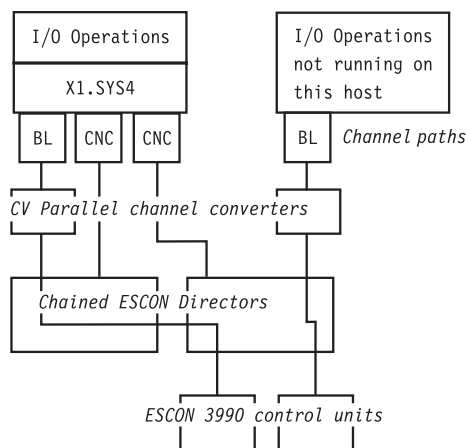 I/O Operations
X1.SYS4
BL CNC CNC
I/O Operations
not running on
this host
BL
Channel paths
CV Parallel channel converters
Chained ESCON Directors
ESCON 3990 control units